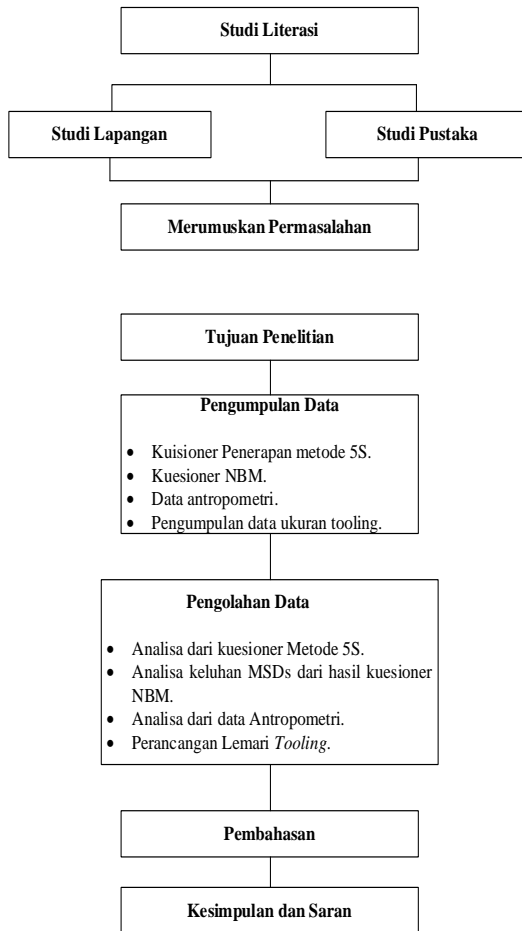 Studi Literasi
Studi Lapangan
Studi Pustaka
Merumuskan Permasalahan
Tujuan Penelitian
Pengumpulan Data
• Kuisioner Penerapan metode 5S.
• Kuesioner NBM.
• Data antropometri.
• Pengumpulan data ukuran tooling.
Pengolahan Data
• Analisa dari kuesioner Metode 5S.
• Analisa keluhan MSDs dari hasil kuesioner
NBM.
• Analisa dari data Antropometri.
• Perancangan Lemari Tooling.
Pembahasan
Kesimpulan dan Saran